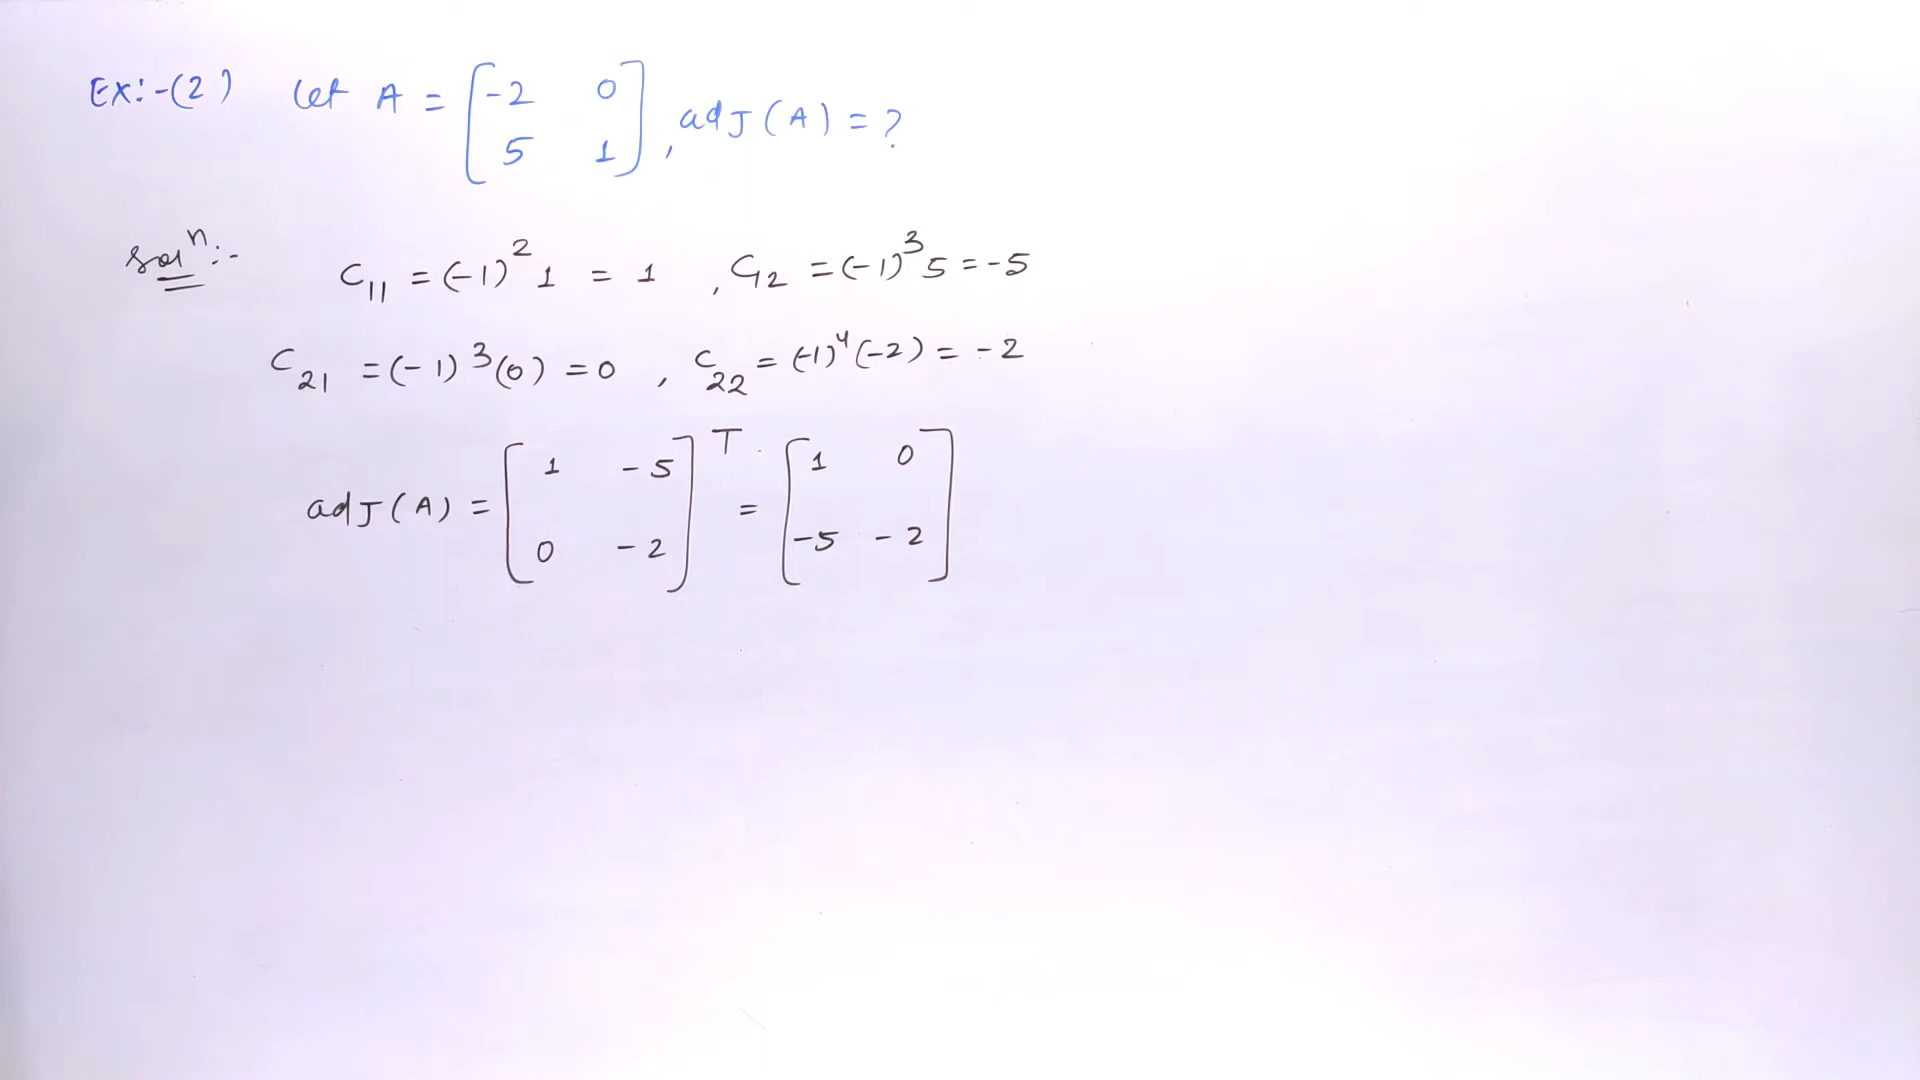 Ex:-(2) Let A = [-2 0
5 1], adJ(A) = ?
Solⁿ:- C₁₁ = (-1)² 1 = 1 , C₁₂ = (-1)³ 5 = -5
C₂₁ = (-1)³(0) = 0 , C₂₂ = (-1)⁴(-2) = -2
adJ(A) = [1 -5
0 -2]ᵀ = [1 0
-5 -2]